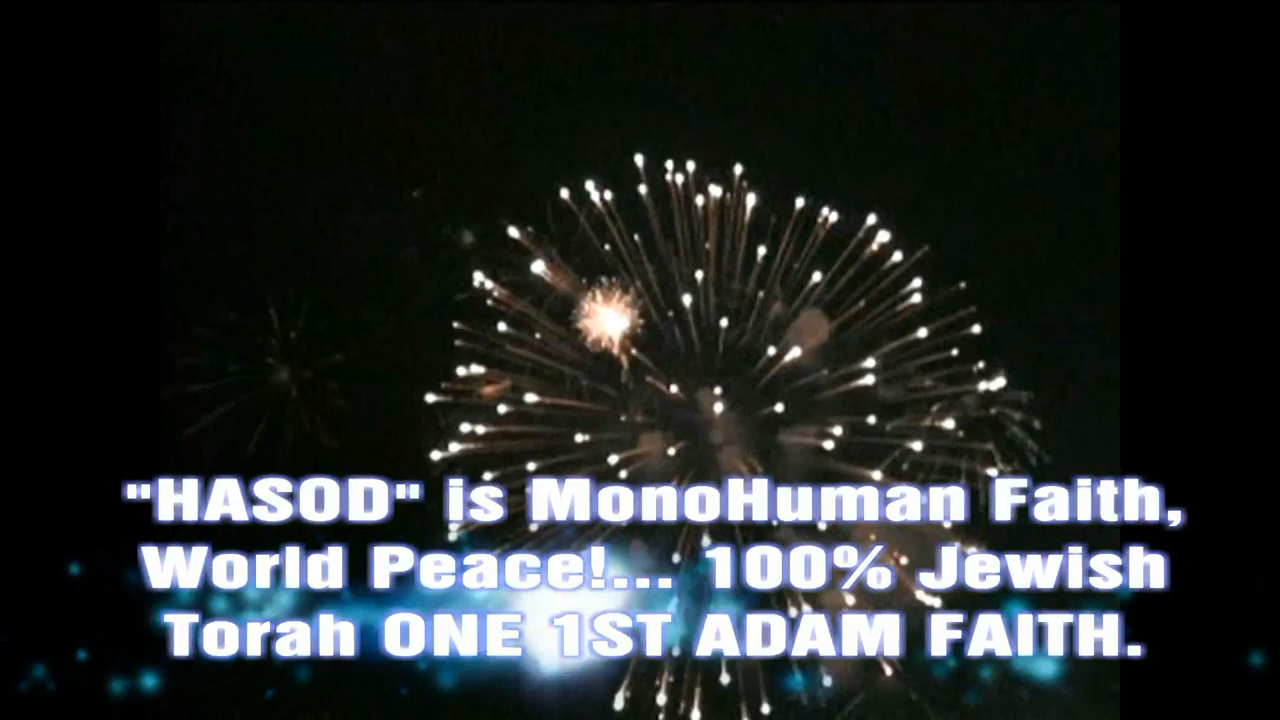 "HASOD" is MonoHuman Faith,
World Peace!... 100% Jewish
Torah ONE 1ST ADAM FAITH.